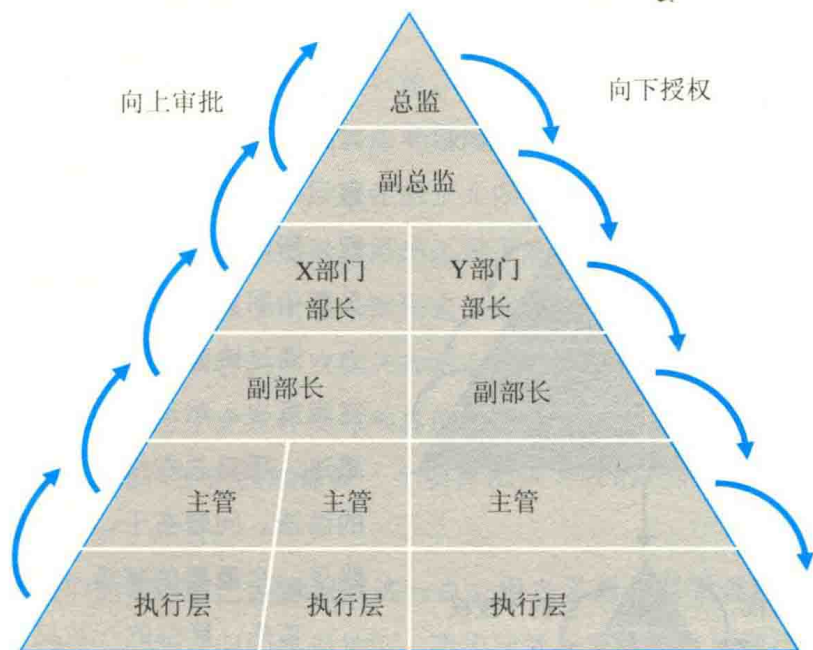 向上审批
向下授权
总监
副总监
X部门
部长
Y部门
部长
副部长
副部长
主管
主管
主管
执行层
执行层
执行层